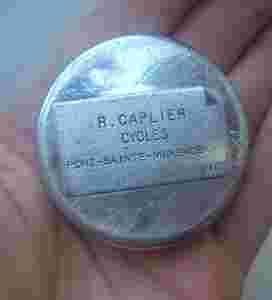 R. CAPLIER
CYCLES
PONT-SAINTE-MAXENCE